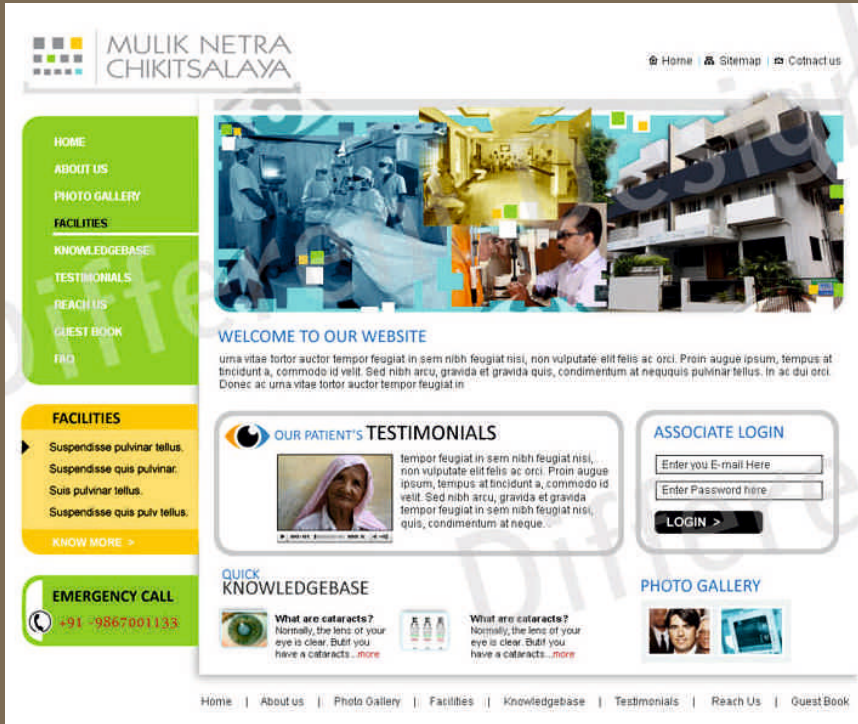 MULIK NETRA
CHIKITSALAYA
Home | Sitemap | Cotnact us
HOME
ABOUT US
PHOTO GALLERY
FACILITIES
KNOWLEDGEBASE
TESTIMONIALS
REACH US
GUEST BOOK
FAQ
WELCOME TO OUR WEBSITE
urna vitae tortor auctor tempor feugiat in sem nibh feugiat nisi, non vulputate elit felis ac orci. Proin augue ipsum, tempus at
tincidunt a, commodo id velit. Sed nibh arcu, gravida et gravida quis, condimentum at neququis pulvinar tellus. In ac dui orci.
Donec ac urna vitae tortor auctor tempor feugiat in
FACILITIES
Suspendisse pulvinar tellus.
Suspendisse quis pulvinar.
Suis pulvinar tellus.
Suspendisse quis pulv tellus.
KNOW MORE >
OUR PATIENT'S TESTIMONIALS
tempor feugiat in sem nibh feugiat nisi,
non vulputate elit felis ac orci. Proin augue
ipsum, tempus at tincidunt a, commodo id
velit. Sed nibh arcu, gravida et gravida
tempor feugiat in sem nibh feugiat nisi,
quis, condimentum at neque.
ASSOCIATE LOGIN
Enter you E-mail Here
Enter Password here
LOGIN >
EMERGENCY CALL
+91 -9867001133
QUICK
KNOWLEDGEBASE
What are cataracts?
Normally, the lens of your
eye is clear. Butif you
have a cataracts...more
What are cataracts?
Normally, the lens of your
eye is clear. Butif you
have a cataracts...more
PHOTO GALLERY
Home | About us | Photo Gallery | Facilities | Knowledgebase | Testimonials | Reach Us | Guest Book
Different Design
Differe